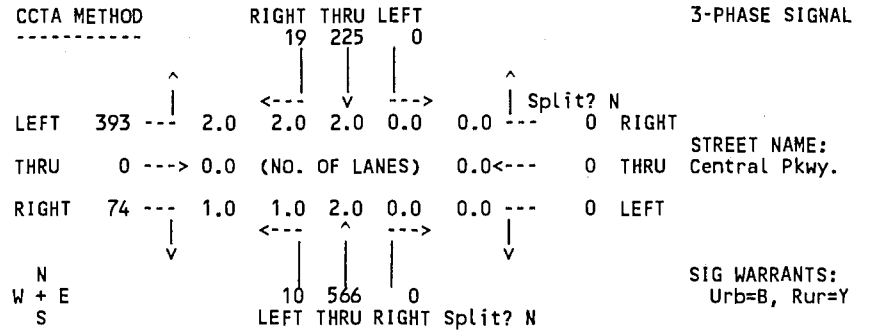 CCTA METHOD RIGHT THRU LEFT 3-PHASE SIGNAL
----------- 19 225 0
^ ^
<--- v ---> | Split? N
LEFT 393 --- 2.0 2.0 2.0 0.0 0.0 --- 0 RIGHT
STREET NAME:
THRU 0 ---> 0.0 (NO. OF LANES) 0.0<--- 0 THRU Central Pkwy.
RIGHT 74 --- 1.0 1.0 2.0 0.0 0.0 --- 0 LEFT
<--- ^ --->
v v
N SIG WARRANTS:
W + E 10 566 0 Urb=B, Rur=Y
S LEFT THRU RIGHT Split? N